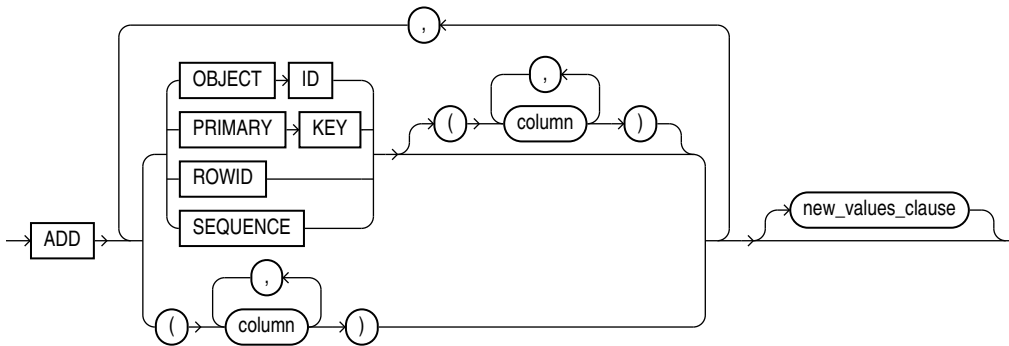 ,
OBJECT ID
,
PRIMARY KEY
( column )
ROWID
SEQUENCE
new_values_clause
ADD
,
( column )